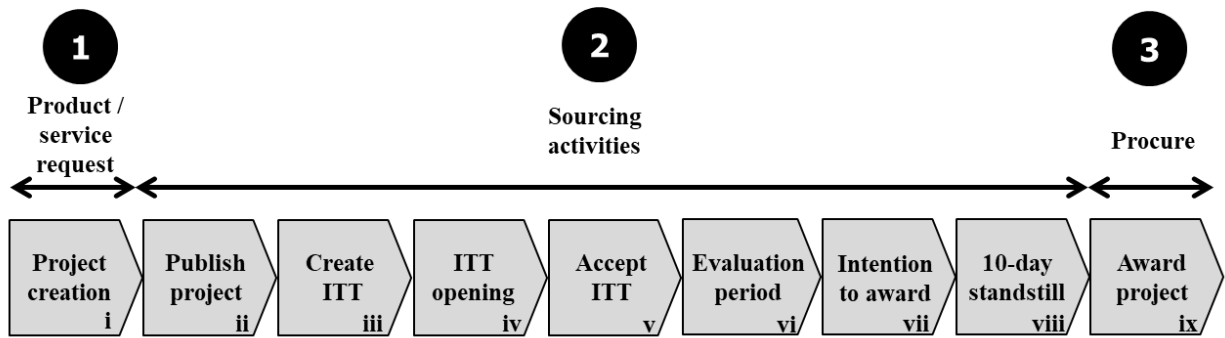 1
Product /
service
request
2
Sourcing
activities
3
Procure
Project
creation
i
Publish
project
ii
Create
ITT
iii
ITT
opening
iv
Accept
ITT
v
Evaluation
period
vi
Intention
to award
vii
10-day
standstill
viii
Award
project
ix